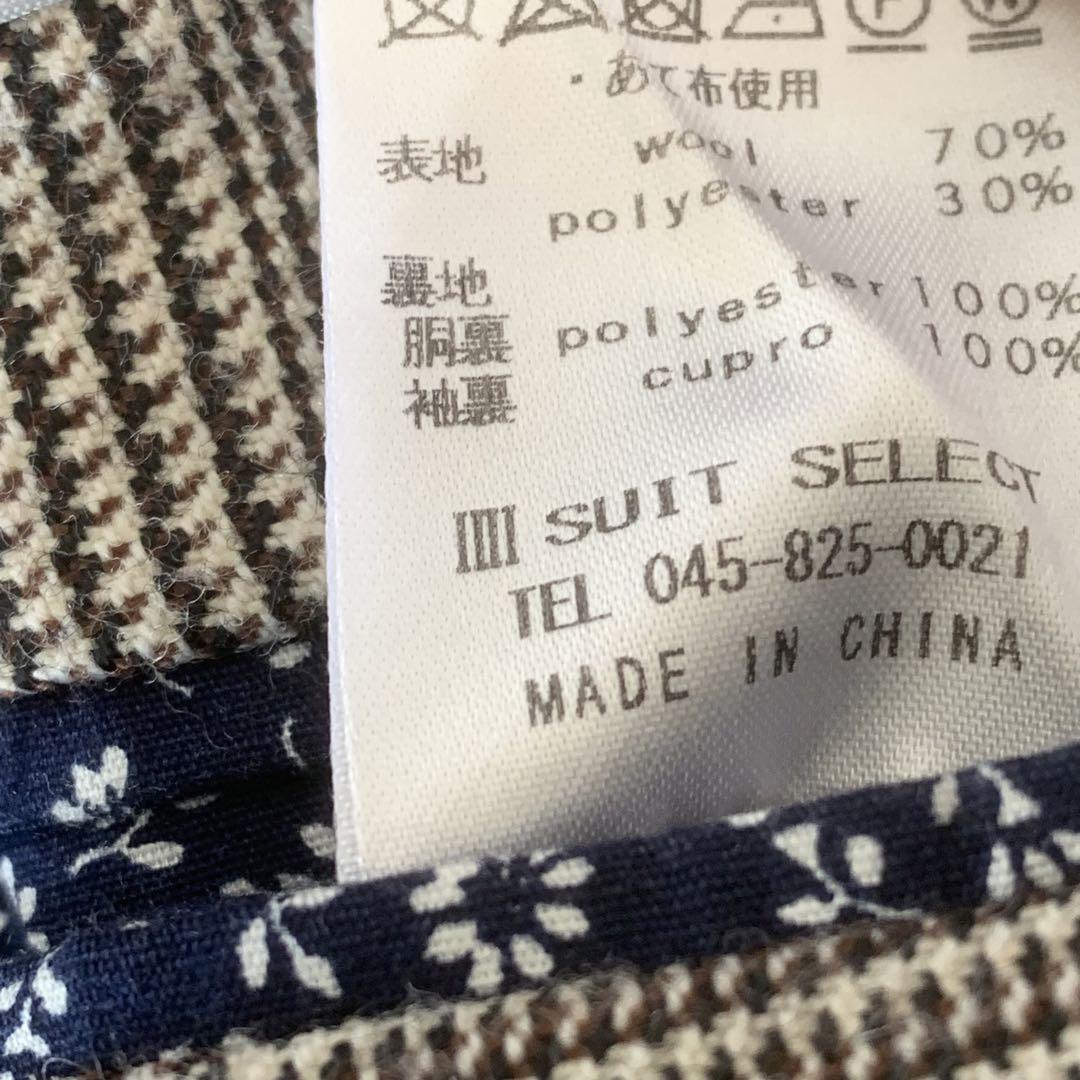 ・あて布使用
表地 wool 70%
polyester 30%
裏地
胴裏 polyester 100%
袖裏 cupro 100%
SUIT SELECT
TEL 045-825-0021
MADE IN CHINA